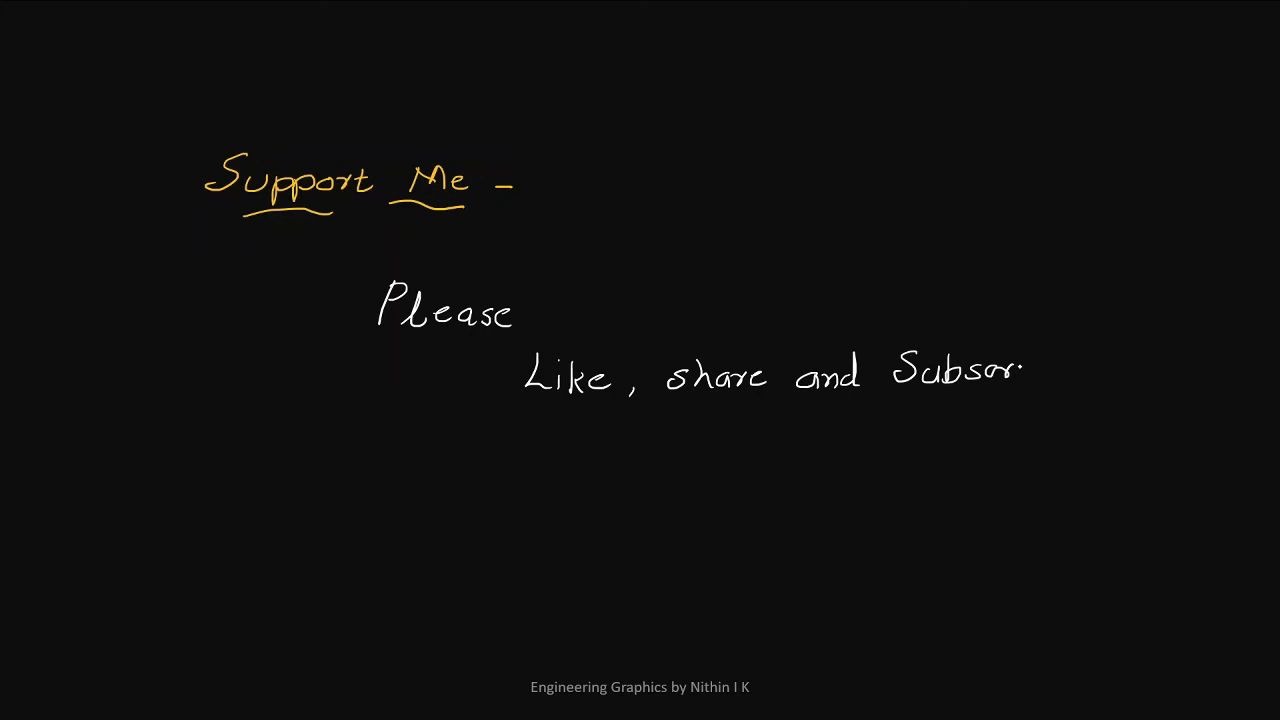 Support Me -
Please
Like, share and Subscr
Engineering Graphics by Nithin I K